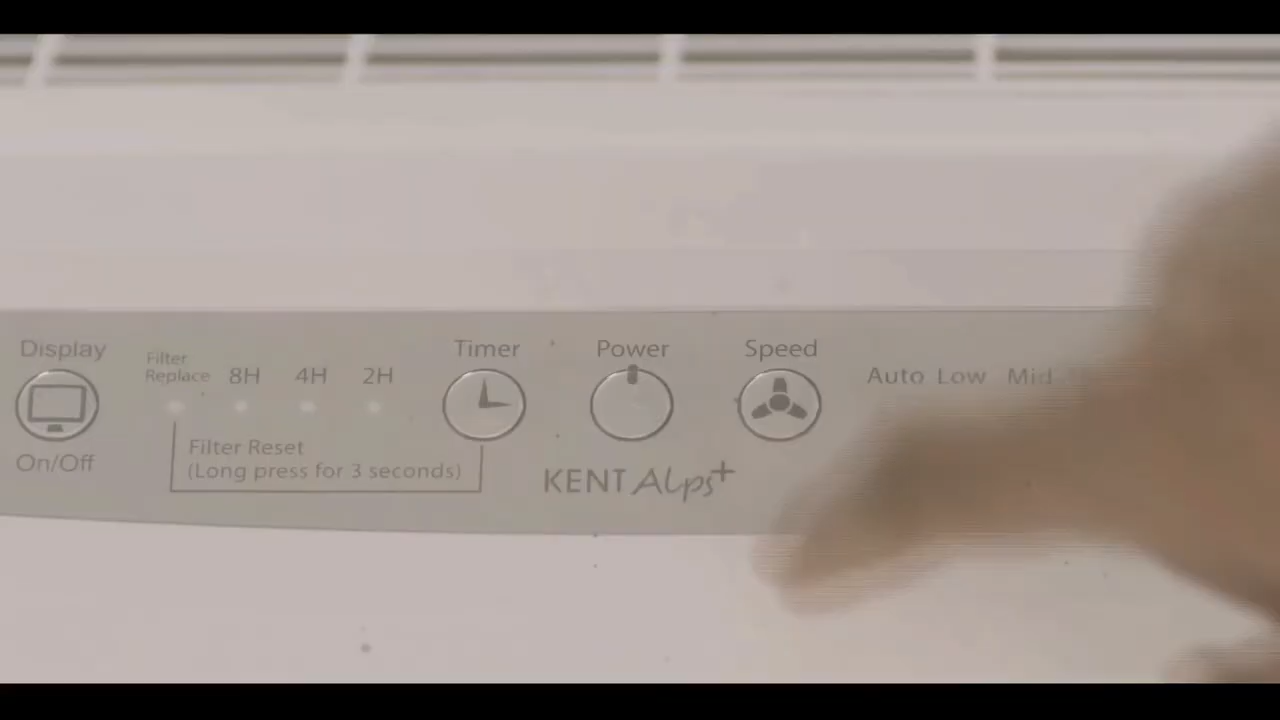 Display
On/Off
Filter
Replace 8H 4H 2H
Filter Reset
(Long press for 3 seconds)
Timer
Power
Speed
KENT Alps+
Auto Low Mid